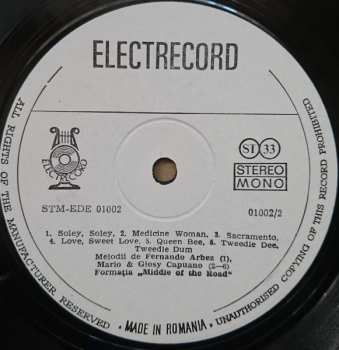 ELECTRECORD
ELECTRECORD
ST 33
STEREO
MONO
STM-EDE 01002
01002/2
1. Soley, Soley, 2. Medicine Woman, 3. Sacramento,
4. Love, Sweet Love, 5. Queen Bee, 6. Tweedle Dee,
Tweedle Dum
Melodii de Fernando Arbez (1),
Mario & Giosy Capuano (2—6)
Formația „Middle of the Road"
ALL RIGHTS OF THE MANUFACTURER RESERVED • MADE IN ROMANIA • UNAUTHORISED COPYING OF THIS RECORD PROHIBITED